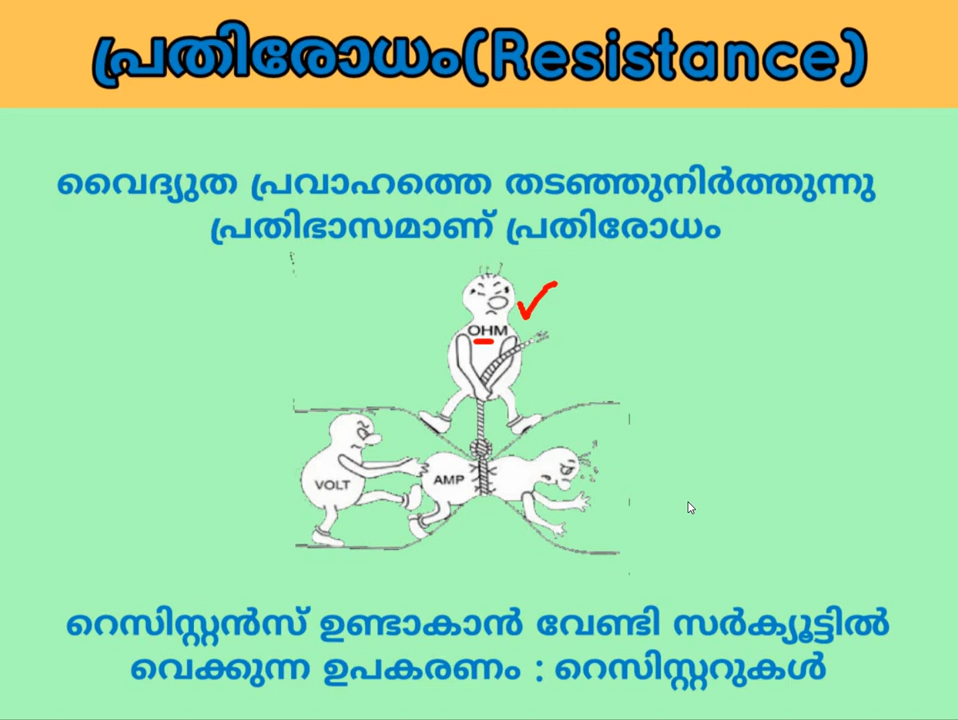 പ്രതിരോധം(Resistance)
വൈദ്യുത പ്രവാഹത്തെ തടഞ്ഞുനിർത്തുന്നു
പ്രതിഭാസമാണ് പ്രതിരോധം
OHM
VOLT
AMP
റെസിസ്റ്റൻസ് ഉണ്ടാകാൻ വേണ്ടി സർക്യൂട്ടിൽ
വെക്കുന്ന ഉപകരണം : റെസിസ്റ്ററുകൾ